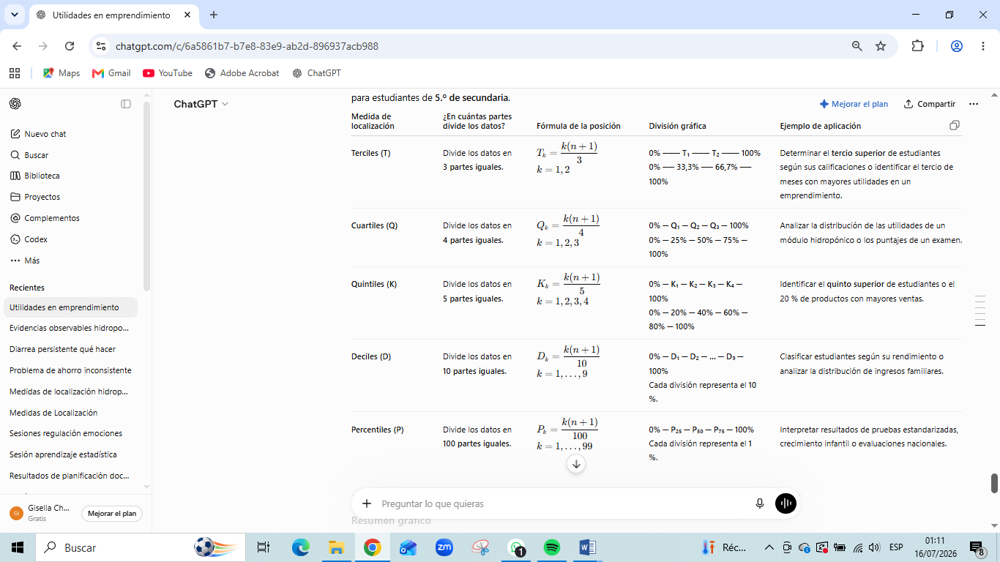 Utilidades en emprendimiento
chatgpt.com/c/6a5861b7-b7e8-83e9-ab2d-896937acb988
Maps
Gmail
YouTube
Adobe Acrobat
ChatGPT
Nuevo chat
Buscar
Biblioteca
Proyectos
Complementos
Codex
Más
Recientes
Utilidades en emprendimiento
Evidencias observables hidropo...
Diarrea persistente qué hacer
Problema de ahorro inconsistente
Medidas de localización hidrop...
Medidas de Localización
Sesiones regulación emociones
Sesión aprendizaje estadística
Resultados de planificación doc...
GI
Gisella Ch...
Gratis
Mejorar el plan
ChatGPT
Mejorar el plan
Compartir
para estudiantes de 5.º de secundaria.
Medida de
localización
¿En cuántas partes
divide los datos?
Fórmula de la posición
División gráfica
Ejemplo de aplicación
Terciles (T)
Divide los datos en
3 partes iguales.
T_k = k(n + 1)/3
k = 1, 2
0% —— T₁ —— T₂ —— 100%
0% — 33,3% — 66,7% —
100%
Determinar el tercio superior de estudiantes
según sus calificaciones o identificar el tercio de
meses con mayores utilidades en un
emprendimiento.
Cuartiles (Q)
Divide los datos en
4 partes iguales.
Q_k = k(n + 1)/4
k = 1, 2, 3
0% — Q₁ — Q₂ — Q₃ — 100%
0% — 25% — 50% — 75% —
100%
Analizar la distribución de las utilidades de un
módulo hidropónico o los puntajes de un examen.
Quintiles (K)
Divide los datos en
5 partes iguales.
K_k = k(n + 1)/5
k = 1, 2, 3, 4
0% — K₁ — K₂ — K₃ — K₄ —
100%
0% — 20% — 40% — 60% —
80% — 100%
Identificar el quinto superior de estudiantes o el
20 % de productos con mayores ventas.
Deciles (D)
Divide los datos en
10 partes iguales.
D_k = k(n + 1)/10
k = 1, . . . , 9
0% — D₁ — D₂ — ... — D₉ —
100%
Cada división representa el 10
%.
Clasificar estudiantes según su rendimiento o
analizar la distribución de ingresos familiares.
Percentiles (P)
Divide los datos en
100 partes iguales.
P_k = k(n + 1)/100
k = 1, . . . , 99
0% — P₂₅ — P₅₀ — P₇₅ — 100%
Cada división representa el 1
%.
Interpretar resultados de pruebas estandarizadas,
crecimiento infantil o evaluaciones nacionales.
Preguntar lo que quieras
Resumen gráfico
Buscar
zm
1
Réc...
ESP
01:11
16/07/2026
8